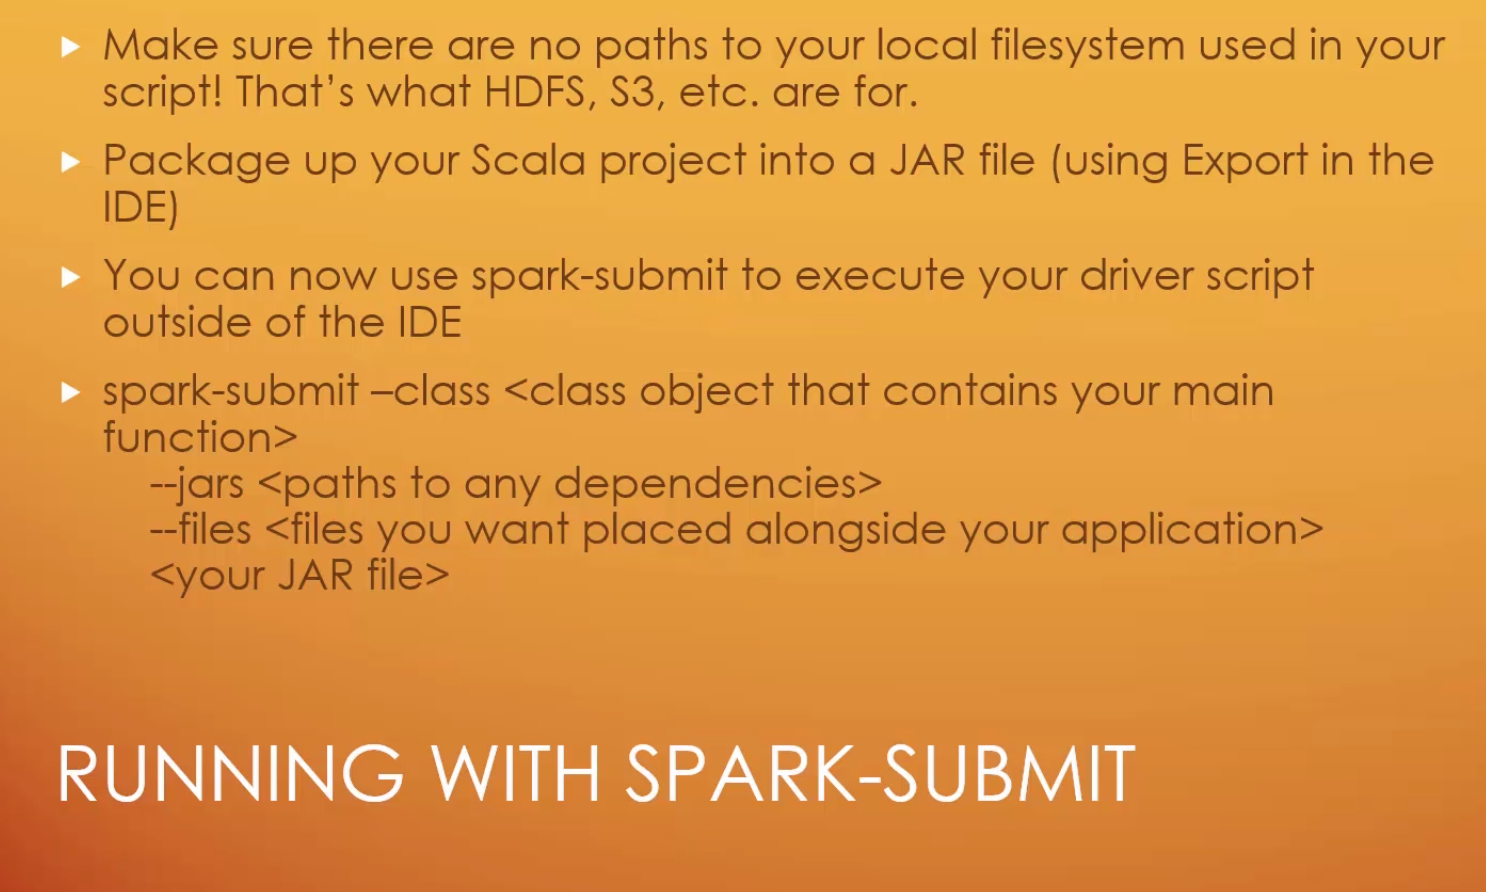 Make sure there are no paths to your local filesystem used in your
script! That’s what HDFS, S3, etc. are for.
Package up your Scala project into a JAR file (using Export in the
IDE)
You can now use spark-submit to execute your driver script
outside of the IDE
spark-submit –class <class object that contains your main
function>
--jars <paths to any dependencies>
--files <files you want placed alongside your application>
<your JAR file>
RUNNING WITH SPARK-SUBMIT